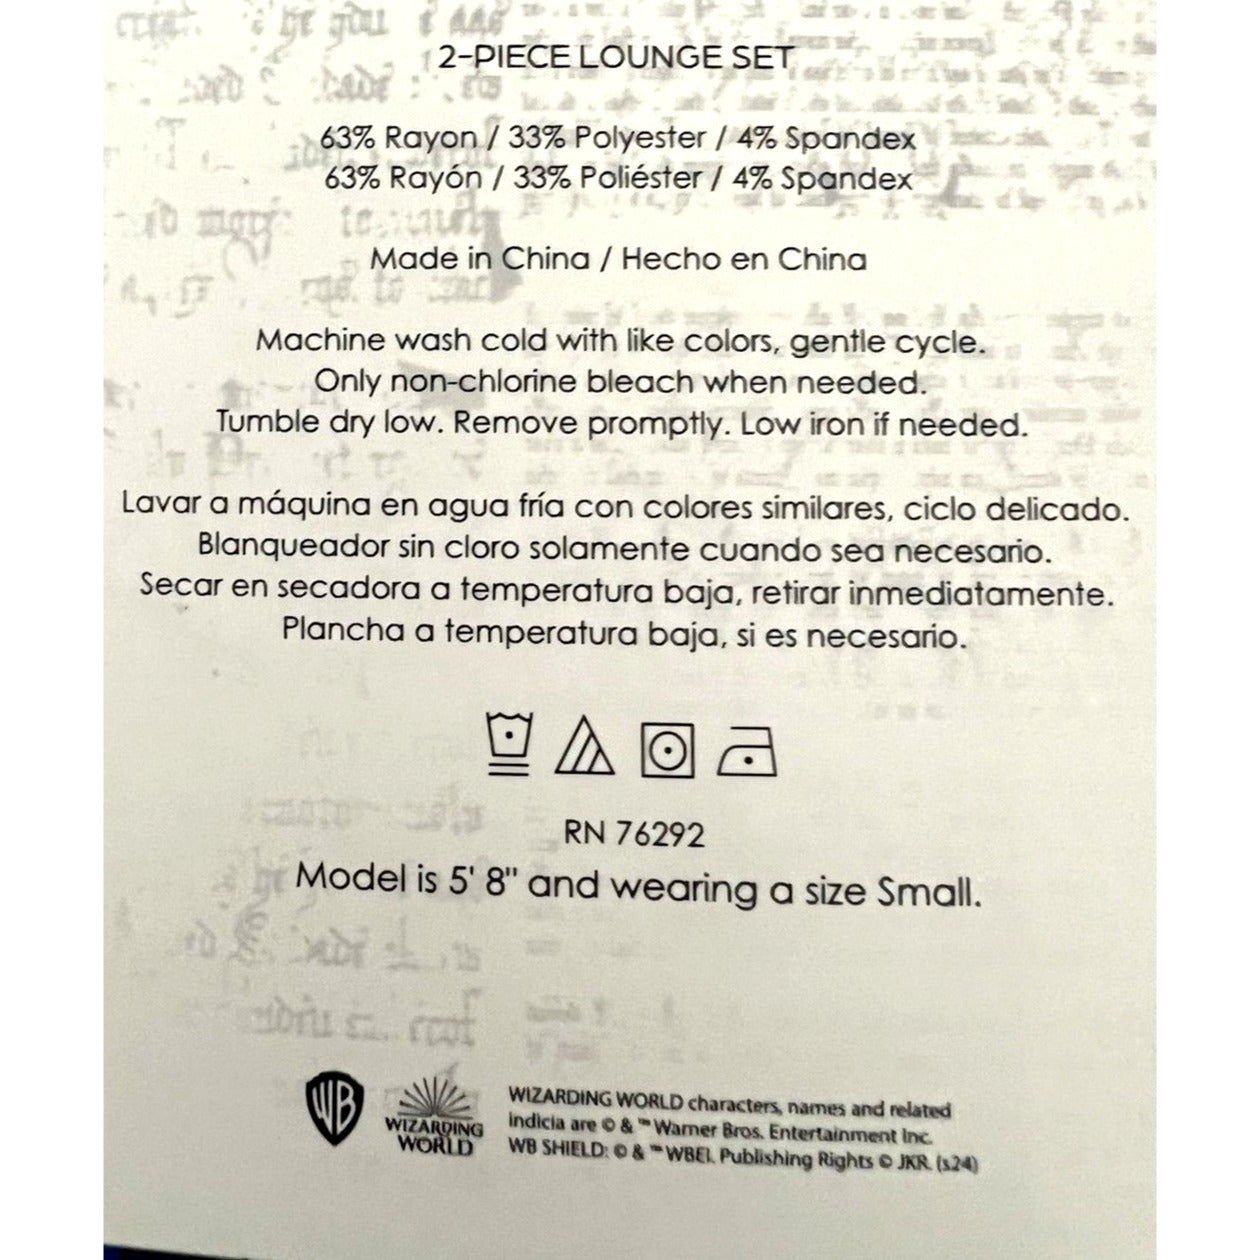 2-PIECE LOUNGE SET
63% Rayon / 33% Polyester / 4% Spandex
63% Rayón / 33% Poliéster / 4% Spandex
Made in China / Hecho en China
Machine wash cold with like colors, gentle cycle.
Only non-chlorine bleach when needed.
Tumble dry low. Remove promptly. Low iron if needed.
Lavar a máquina en agua fría con colores similares, ciclo delicado.
Blanqueador sin cloro solamente cuando sea necesario.
Secar en secadora a temperatura baja, retirar inmediatamente.
Plancha a temperatura baja, si es necesario.
RN 76292
Model is 5' 8" and wearing a size Small.
WB
WIZARDING
WORLD
WIZARDING WORLD characters, names and related
indicia are © & ™ Warner Bros. Entertainment Inc.
WB SHIELD: © & ™ WBEI. Publishing Rights © JKR. (s24)